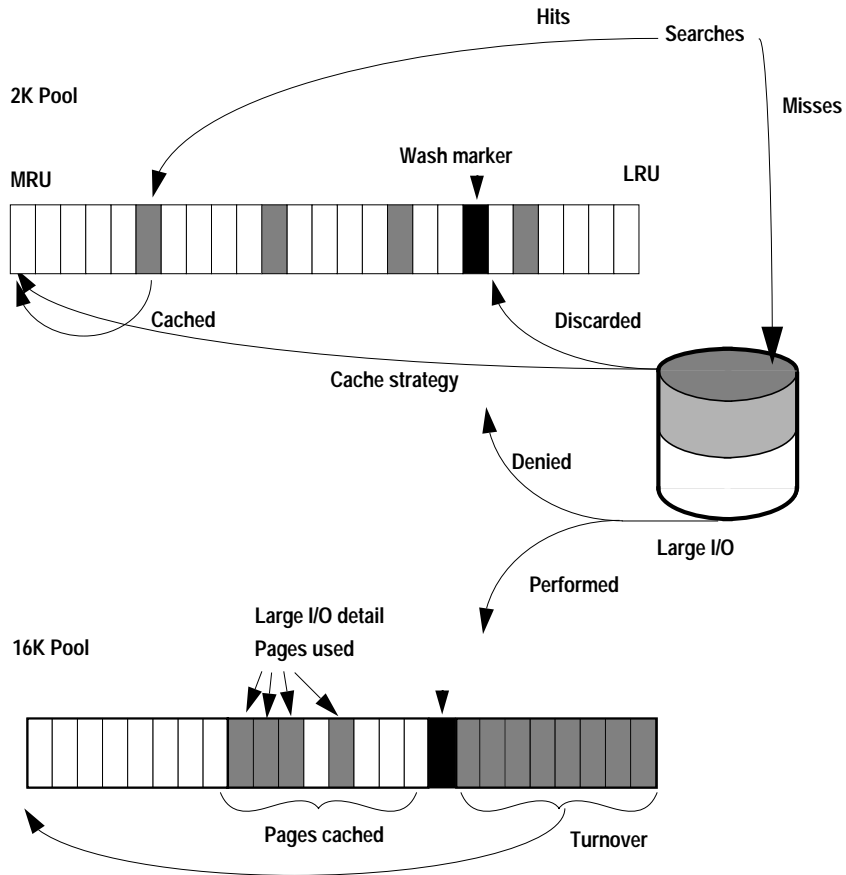 Hits
Searches
2K Pool
Misses
Wash marker
MRU
LRU
Cached
Discarded
Cache strategy
Denied
Large I/O
Performed
Large I/O detail
16K Pool
Pages used
Pages cached
Turnover